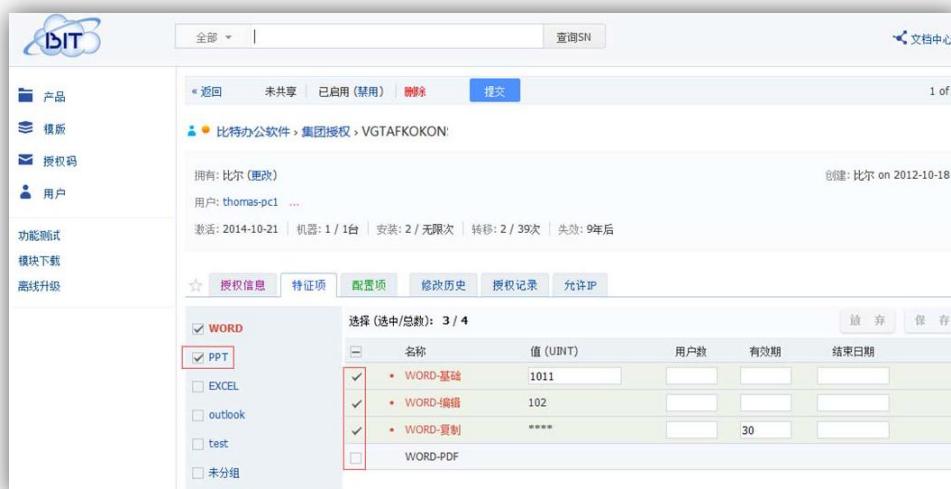 BIT
全部
查询SN
文档中心
产品
模版
授权码
用户
功能测试
模块下载
离线升级
« 返回 未共享 已启用 (禁用) 删除 提交 1 of
比特办公软件 › 集团授权 › VGTAFKOKON
拥有: 比尔 (更改) 创建: 比尔 on 2012-10-18
用户: thomas-pc1 ...
激活: 2014-10-21 机器: 1 / 1台 安装: 2 / 无限次 转移: 2 / 39次 失效: 9年后
授权信息 特征项 配置项 修改历史 授权记录 允许IP
WORD
PPT
EXCEL
outlook
test
未分组
选择 (选中/总数): 3 / 4 放 弃 保 存
名称 值 (UINT) 用户数 有效期 结束日期
WORD-基础 1011
WORD-编辑 102
WORD-复制 **** 30
WORD-PDF